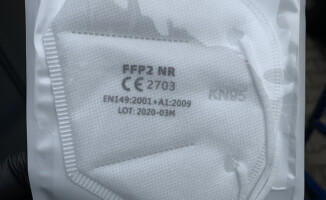 FFP2 NR
CE 2703
EN149:2001+A1:2009
LOT: 2020-03M
KN95